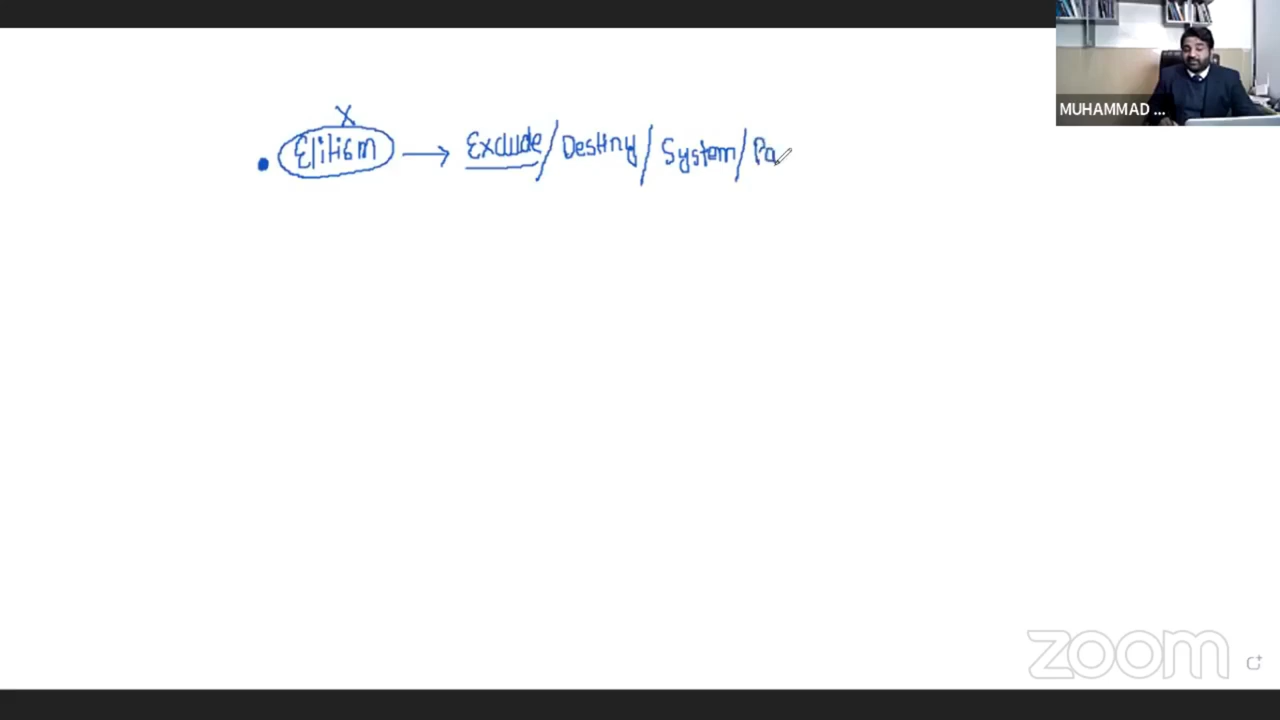 MUHAMMAD ...
X
• Elitism → Exclude/Destiny/System/Pa
zoom